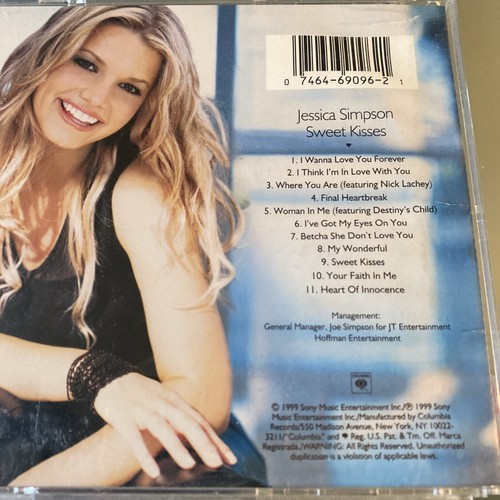 0 7464-69096-2 1
Jessica Simpson
Sweet Kisses
1. I Wanna Love You Forever
2. I Think I'm In Love With You
3. Where You Are (featuring Nick Lachey)
4. Final Heartbreak
5. Woman In Me (featuring Destiny's Child)
6. I've Got My Eyes On You
7. Betcha She Don't Love You
8. My Wonderful
9. Sweet Kisses
10. Your Faith In Me
11. Heart Of Innocence
Management:
General Manager, Joe Simpson for JT Entertainment
Hoffman Entertainment
© 1999 Sony Music Entertainment Inc./℗ 1999 Sony
Music Entertainment Inc./Manufactured by Columbia
Records/550 Madison Avenue, New York, NY 10022-
3211/"Columbia" and Reg. U.S. Pat. & Tm. Off. Marca
Registrada./WARNING: All Rights Reserved. Unauthorized
duplication is a violation of applicable laws.